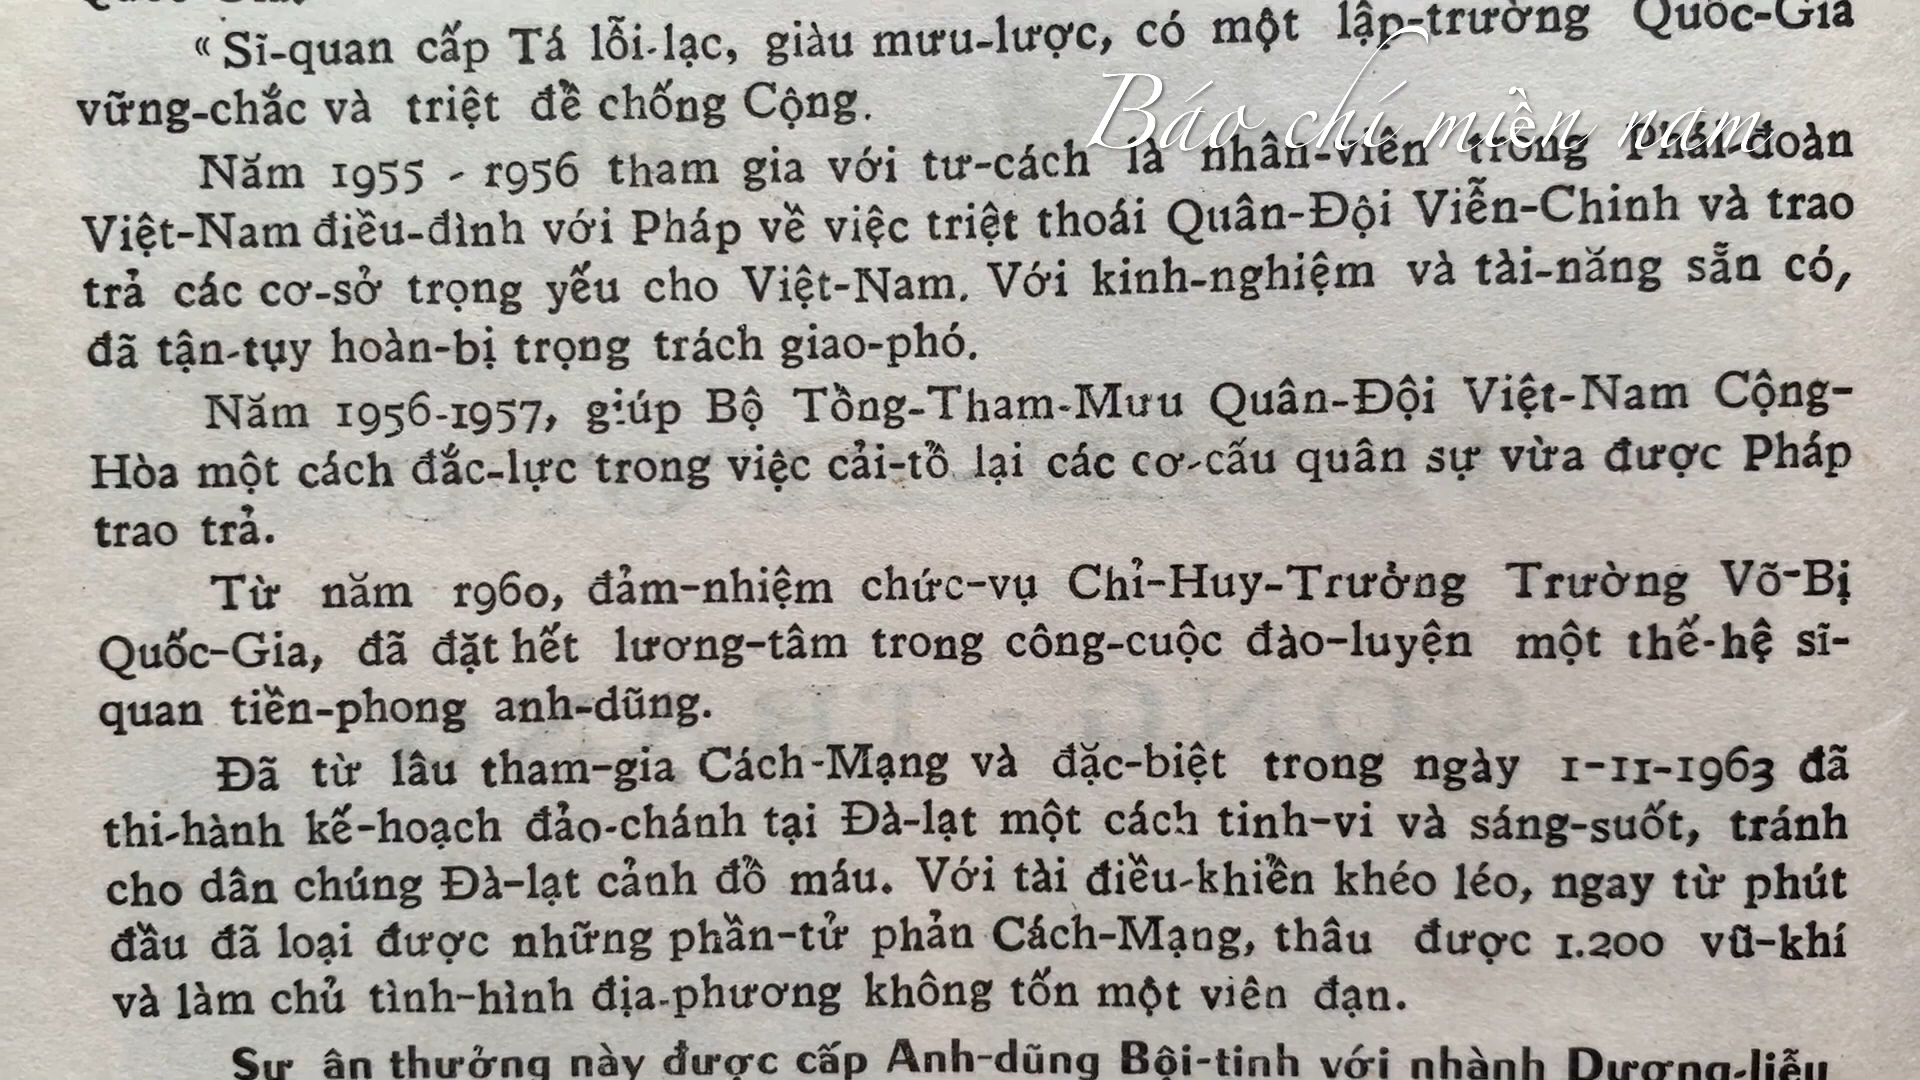 « Sĩ-quan cấp Tá lỗi-lạc, giàu mưu-lược, có một lập-trường Quốc-Gia
vững-chắc và triệt để chống Cộng.
Báo chí miền nam
Năm 1955 - r956 tham gia với tư-cách là nhân-viên trong Phái-đoàn
Việt-Nam điều-đình với Pháp về việc triệt thoái Quân-Đội Viễn-Chinh và trao
trả các cơ-sở trọng yếu cho Việt-Nam. Với kinh-nghiệm và tài-năng sẵn có,
đã tận-tụy hoàn-bị trọng trách giao-phó.
Năm 1956-1957, giúp Bộ Tổng-Tham-Mưu Quân-Đội Việt-Nam Cộng-
Hòa một cách đắc-lực trong việc cải-tổ lại các cơ-cấu quân sự vừa được Pháp
trao trả.
Từ năm r960, đảm-nhiệm chức-vụ Chỉ-Huy-Trưởng Trường Võ-Bị
Quốc-Gia, đã đặt hết lương-tâm trong công-cuộc đào-luyện một thế-hệ sĩ-
quan tiền-phong anh-dũng.
Đã từ lâu tham-gia Cách-Mạng và đặc-biệt trong ngày 1-11-1963 đã
thi-hành kế-hoạch đảo-chánh tại Đà-lạt một cách tinh-vi và sáng-suốt, tránh
cho dân chúng Đà-lạt cảnh đổ máu. Với tài điều-khiển khéo léo, ngay từ phút
đầu đã loại được những phần-tử phản Cách-Mạng, thâu được 1.200 vũ-khí
và làm chủ tình-hình địa-phương không tốn một viên đạn.
Sự ân thưởng này được cấp Anh-dũng Bội-tinh với nhành Dương-liễu